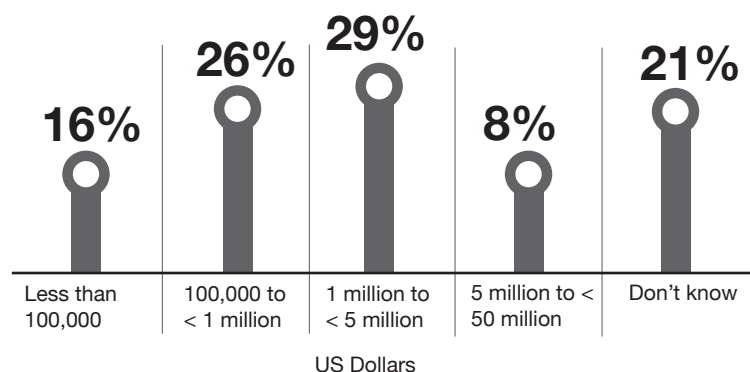 16%
26%
29%
8%
21%
Less than
100,000
100,000 to
< 1 million
1 million to
< 5 million
5 million to <
50 million
Don’t know
US Dollars